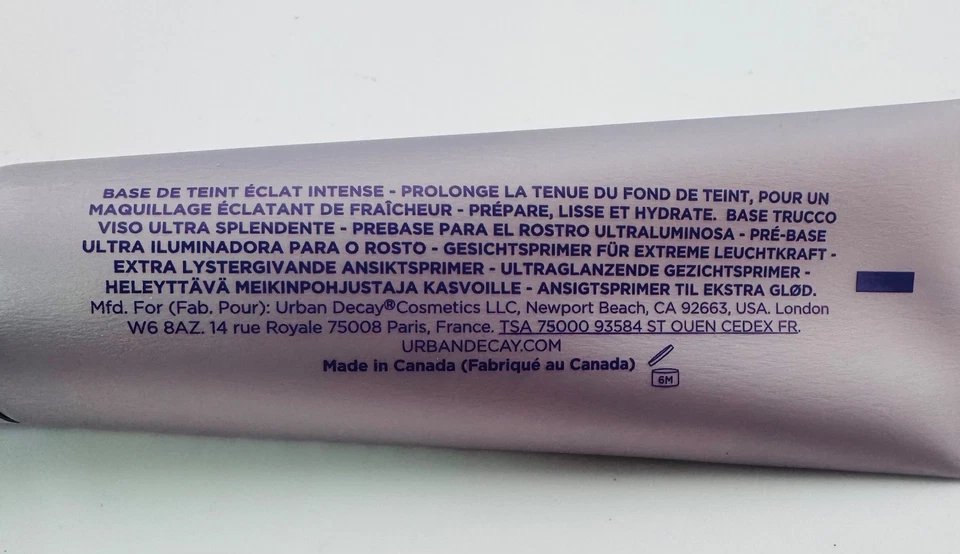 BASE DE TEINT ÉCLAT INTENSE - PROLONGE LA TENUE DU FOND DE TEINT, POUR UN
MAQUILLAGE ÉCLATANT DE FRAÎCHEUR - PRÉPARE, LISSE ET HYDRATE. BASE TRUCCO
VISO ULTRA SPLENDENTE - PREBASE PARA EL ROSTRO ULTRALUMINOSA - PRÉ-BASE
ULTRA ILUMINADORA PARA O ROSTO - GESICHTSPRIMER FÜR EXTREME LEUCHTKRAFT -
EXTRA LYSTERGIVANDE ANSIKTSPRIMER - ULTRAGLANZENDE GEZICHTSPRIMER -
HELEYTTÄVÄ MEIKINPOHJUSTAJA KASVOILLE - ANSIGTSPRIMER TIL EKSTRA GLØD.
Mfd. For (Fab. Pour): Urban Decay® Cosmetics LLC, Newport Beach, CA 92663, USA. London
W6 8AZ. 14 rue Royale 75008 Paris, France. TSA 75000 93584 ST OUEN CEDEX FR.
URBANDECAY.COM
Made in Canada (Fabriqué au Canada)
6M